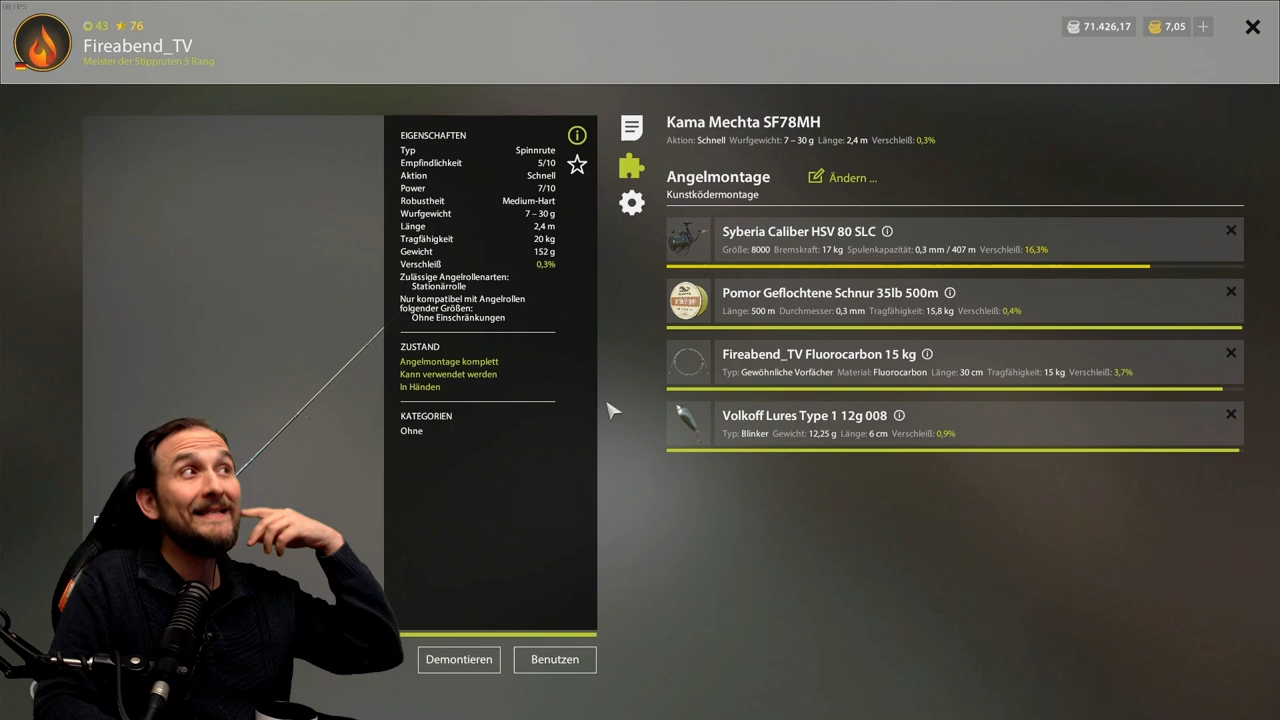 43 76
Fireabend_TV
Meister der Stippruten 5 Rang
71.426,17 7,05
EIGENSCHAFTEN
Typ Spinnrute
Empfindlichkeit 5/10
Aktion Schnell
Power 7/10
Robustheit Medium-Hart
Wurfgewicht 7 – 30 g
Länge 2,4 m
Tragfähigkeit 20 kg
Gewicht 152 g
Verschleiß 0,3%
Zulässige Angelrollenarten:
Stationärrolle
Nur kompatibel mit Angelrollen
folgender Größen:
Ohne Einschränkungen
ZUSTAND
Angelmontage komplett
Kann verwendet werden
In Händen
KATEGORIEN
Ohne
Demontieren Benutzen
Kama Mechta SF78MH
Aktion: Schnell Wurfgewicht: 7 – 30 g Länge: 2,4 m Verschleiß: 0,3%
Angelmontage Ändern ...
Kunstködermontage
Syberia Caliber HSV 80 SLC
Größe: 8000 Bremskraft: 17 kg Spulenkapazität: 0,3 mm / 407 m Verschleiß: 16,3%
Pomor Geflochtene Schnur 35lb 500m
Länge: 500 m Durchmesser: 0,3 mm Tragfähigkeit: 15,8 kg Verschleiß: 0,4%
Fireabend_TV Fluorocarbon 15 kg
Typ: Gewöhnliche Vorfächer Material: Fluorocarbon Länge: 30 cm Tragfähigkeit: 15 kg Verschleiß: 3,7%
Volkoff Lures Type 1 12g 008
Typ: Blinker Gewicht: 12,25 g Länge: 6 cm Verschleiß: 0,9%